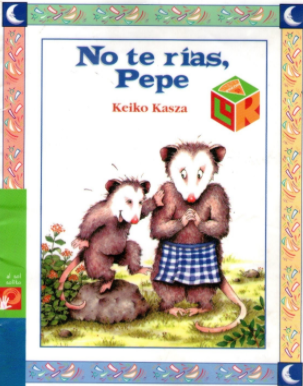 No te rías,
Pepe
Keiko Kasza